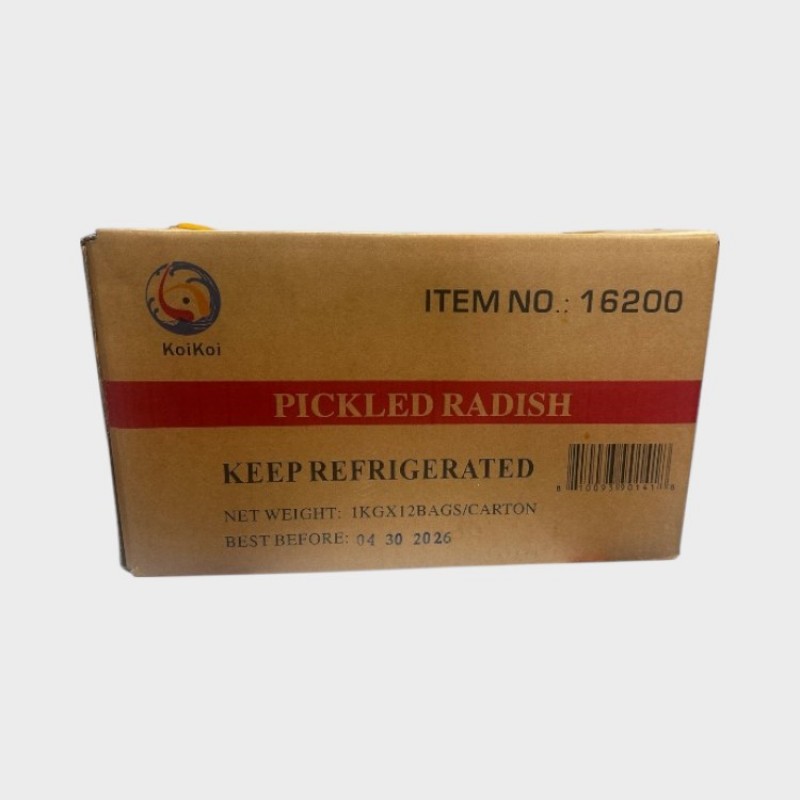 KoiKoi
ITEM NO.: 16200
PICKLED RADISH
KEEP REFRIGERATED
NET WEIGHT: 1KGX12BAGS/CARTON
BEST BEFORE: 04 30 2026